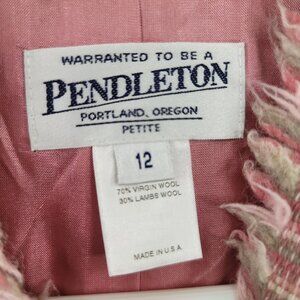 WARRANTED TO BE A
PENDLETON
PORTLAND, OREGON
PETITE
12
70% VIRGIN WOOL
30% LAMBS WOOL
MADE IN U.S.A.